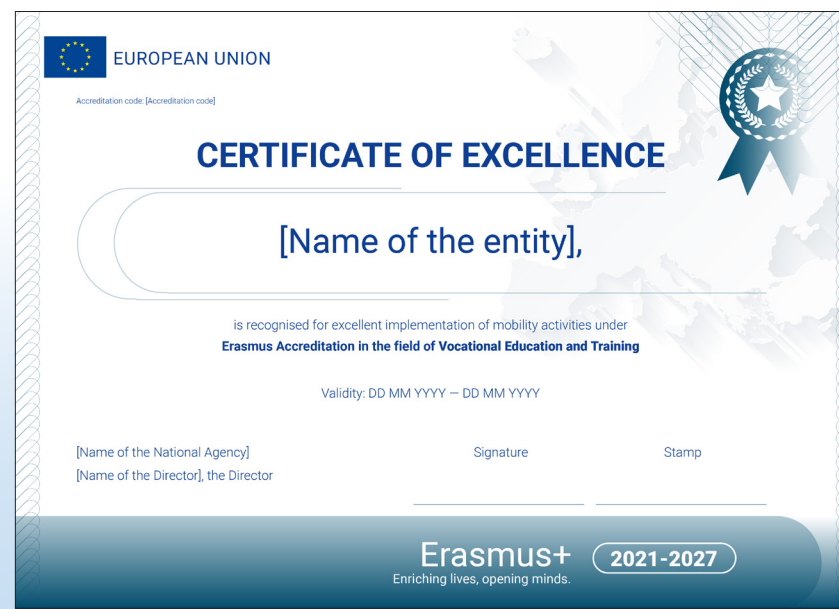 EUROPEAN UNION
Accreditation code: [Accreditation code]
CERTIFICATE OF EXCELLENCE
[Name of the entity],
is recognised for excellent implementation of mobility activities under
Erasmus Accreditation in the field of Vocational Education and Training
Validity: DD MM YYYY — DD MM YYYY
[Name of the National Agency]
[Name of the Director], the Director
Signature
Stamp
Erasmus+
Enriching lives, opening minds.
2021-2027